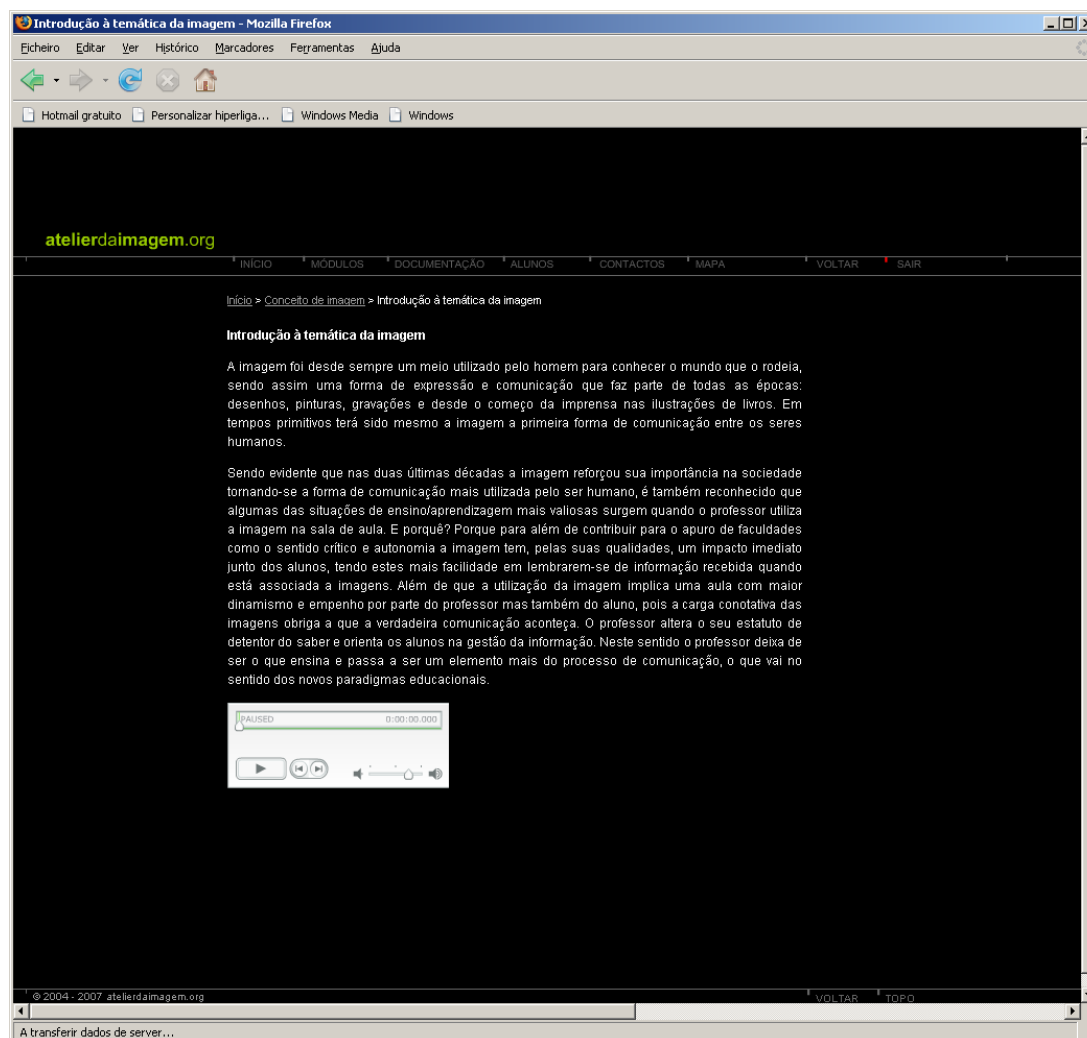 Introdução à temática da imagem - Mozilla Firefox
Ficheiro Editar Ver Histórico Marcadores Ferramentas Ajuda
Hotmail gratuito Personalizar hiperliga... Windows Media Windows
atelierdaimagem.org
INÍCIO MÓDULOS DOCUMENTAÇÃO ALUNOS CONTACTOS MAPA VOLTAR SAIR
Início > Conceito de imagem > Introdução à temática da imagem
Introdução à temática da imagem
A imagem foi desde sempre um meio utilizado pelo homem para conhecer o mundo que o rodeia,
sendo assim uma forma de expressão e comunicação que faz parte de todas as épocas:
desenhos, pinturas, gravações e desde o começo da imprensa nas ilustrações de livros. Em
tempos primitivos terá sido mesmo a imagem a primeira forma de comunicação entre os seres
humanos.
Sendo evidente que nas duas últimas décadas a imagem reforçou sua importância na sociedade
tornando-se a forma de comunicação mais utilizada pelo ser humano, é também reconhecido que
algumas das situações de ensino/aprendizagem mais valiosas surgem quando o professor utiliza
a imagem na sala de aula. E porquê? Porque para além de contribuir para o apuro de faculdades
como o sentido crítico e autonomia a imagem tem, pelas suas qualidades, um impacto imediato
junto dos alunos, tendo estes mais facilidade em lembrarem-se de informação recebida quando
está associada a imagens. Além de que a utilização da imagem implica uma aula com maior
dinamismo e empenho por parte do professor mas também do aluno, pois a carga conotativa das
imagens obriga a que a verdadeira comunicação aconteça. O professor altera o seu estatuto de
detentor do saber e orienta os alunos na gestão da informação. Neste sentido o professor deixa de
ser o que ensina e passa a ser um elemento mais do processo de comunicação, o que vai no
sentido dos novos paradigmas educacionais.
PAUSED 0:00:00.000
© 2004 - 2007 atelierdaimagem.org VOLTAR TOPO
A transferir dados de server...